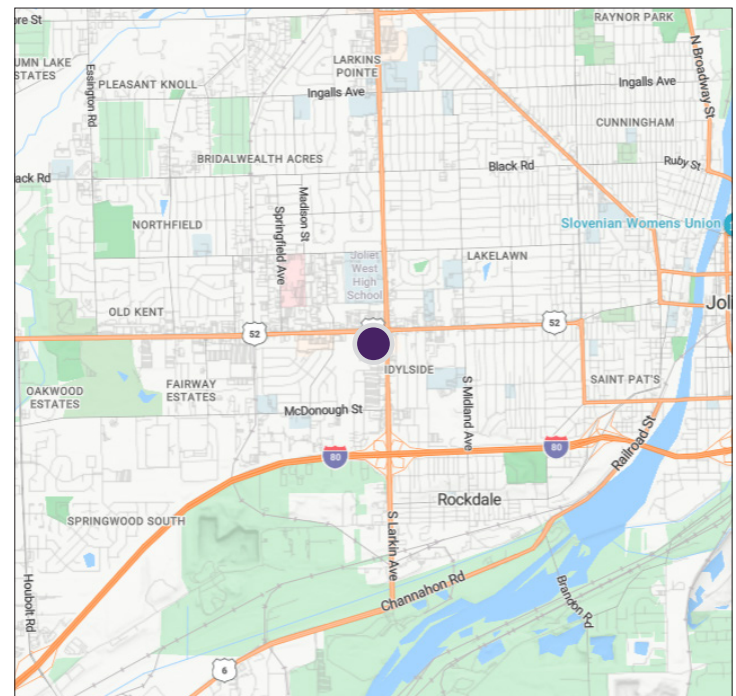 ore St
RAYNOR PARK
UMN LAKE
ESTATES
Essington Rd
PLEASANT KNOLL
LARKINS
POINTE
Ingalls Ave
Ingalls Ave
N Broadway St
CUNNINGHAM
BRIDALWEALTH ACRES
Black Rd
Ruby St
ack Rd
Madison St
Springfield Ave
NORTHFIELD
Slovenian Womens Union
Joliet
West
High
School
LAKELAWN
OLD KENT
Joli
52
52
IDYLSIDE
S Midland Ave
SAINT PAT'S
OAKWOOD
ESTATES
FAIRWAY
ESTATES
McDonough St
Railroad St
80
80
Rockdale
SPRINGWOOD SOUTH
S Larkin Ave
Houbolt Rd
Channahon Rd
Brandon Rd
6